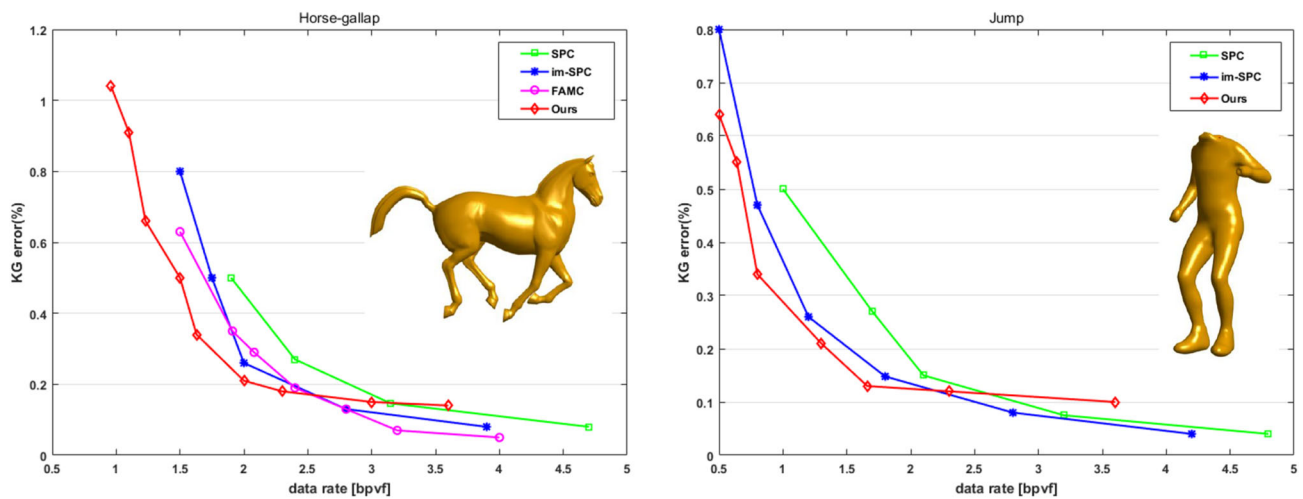 Horse-gallap
1.2
1
0.8
0.6
0.4
0.2
0
KG error(%)
SPC
im-SPC
FAMC
Ours
0.5 1 1.5 2 2.5 3 3.5 4 4.5 5
data rate [bpvf]
Jump
0.8
0.7
0.6
0.5
0.4
0.3
0.2
0.1
0
KG error(%)
SPC
im-SPC
Ours
0.5 1 1.5 2 2.5 3 3.5 4 4.5 5
data rate [bpvf]